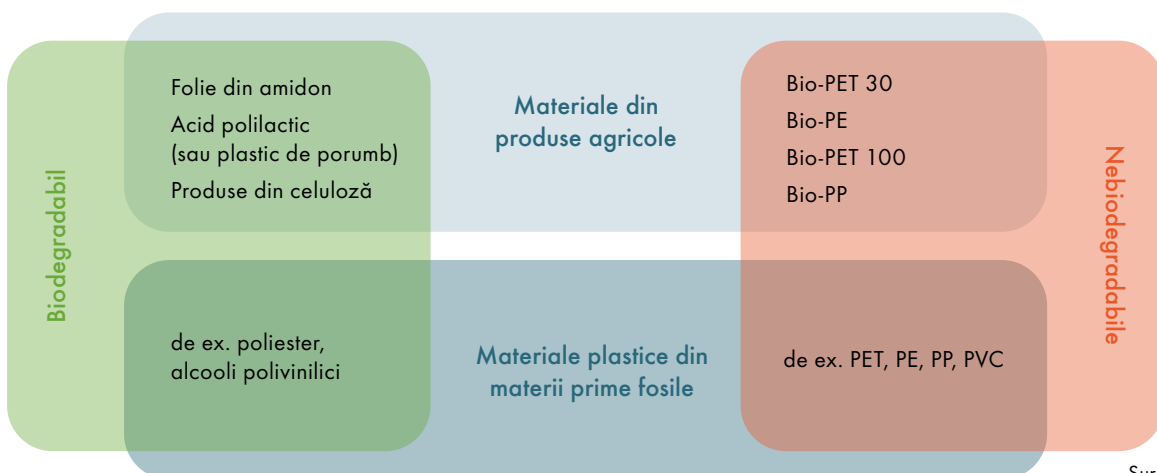 Biodegradabil
Folie din amidon
Acid polilactic
(sau plastic de porumb)
Produse din celuloză
Materiale din
produse agricole
Bio-PET 30
Bio-PE
Bio-PET 100
Bio-PP
Nebiodegradabile
de ex. poliester,
alcooli polivinilici
Materiale plastice din
materii prime fosile
de ex. PET, PE, PP, PVC